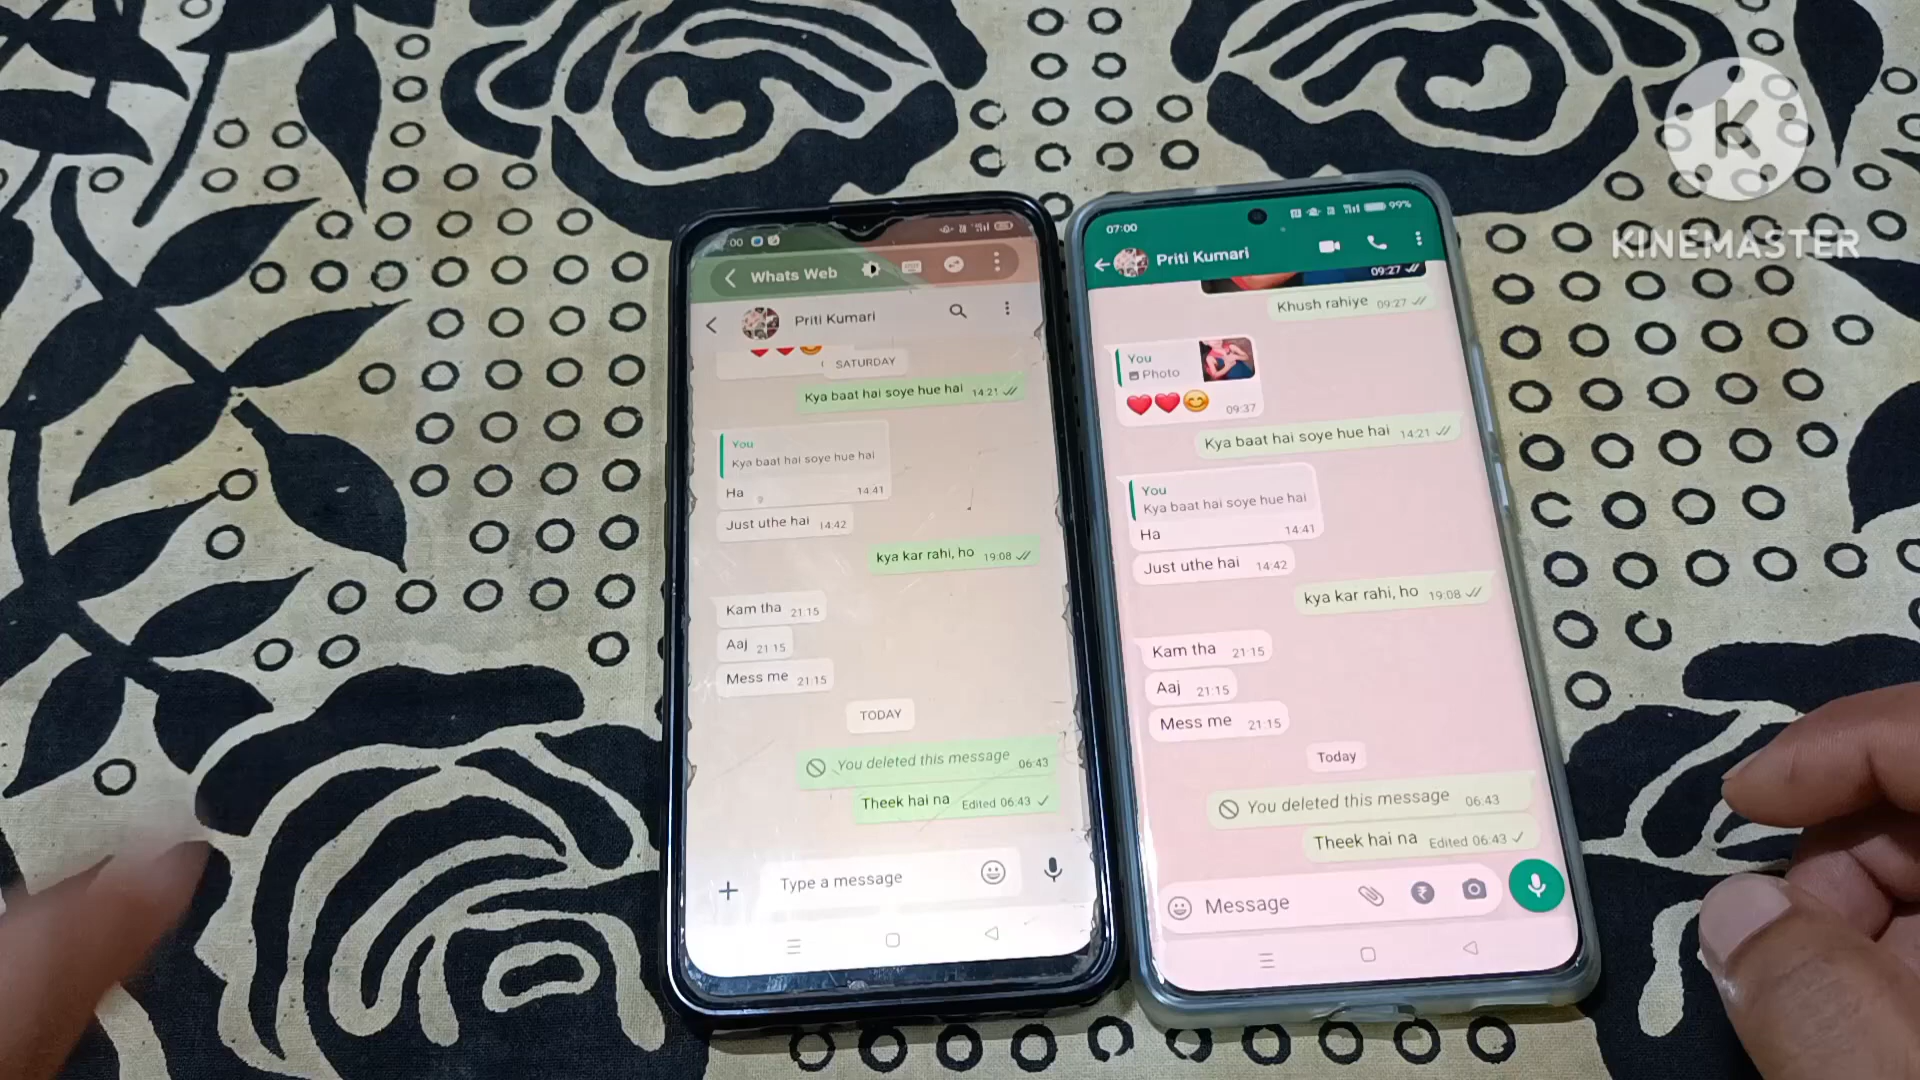 00
Whats Web
Priti Kumari
SATURDAY
Kya baat hai soye hue hai 14:21
You
Kya baat hai soye hue hai
Ha 14:41
Just uthe hai 14:42
kya kar rahi, ho 19:08
Kam tha 21:15
Aaj 21:15
Mess me 21:15
TODAY
You deleted this message 06:43
Theek hai na Edited 06:43
Type a message
07:00 99%
Priti Kumari
09:27
Khush rahiye 09:27
You
Photo
09:37
Kya baat hai soye hue hai 14:21
You
Kya baat hai soye hue hai
Ha 14:41
Just uthe hai 14:42
kya kar rahi, ho 19:08
Kam tha 21:15
Aaj 21:15
Mess me 21:15
Today
You deleted this message 06:43
Theek hai na Edited 06:43
Message
K
KINEMASTER